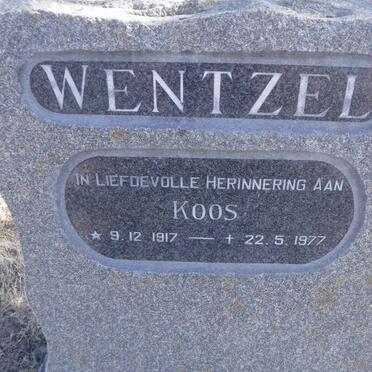 WENTZEL
IN LIEFDEVOLLE HERINNERING AAN
KOOS
* 9. 12. 1917 — † 22. 5. 1977